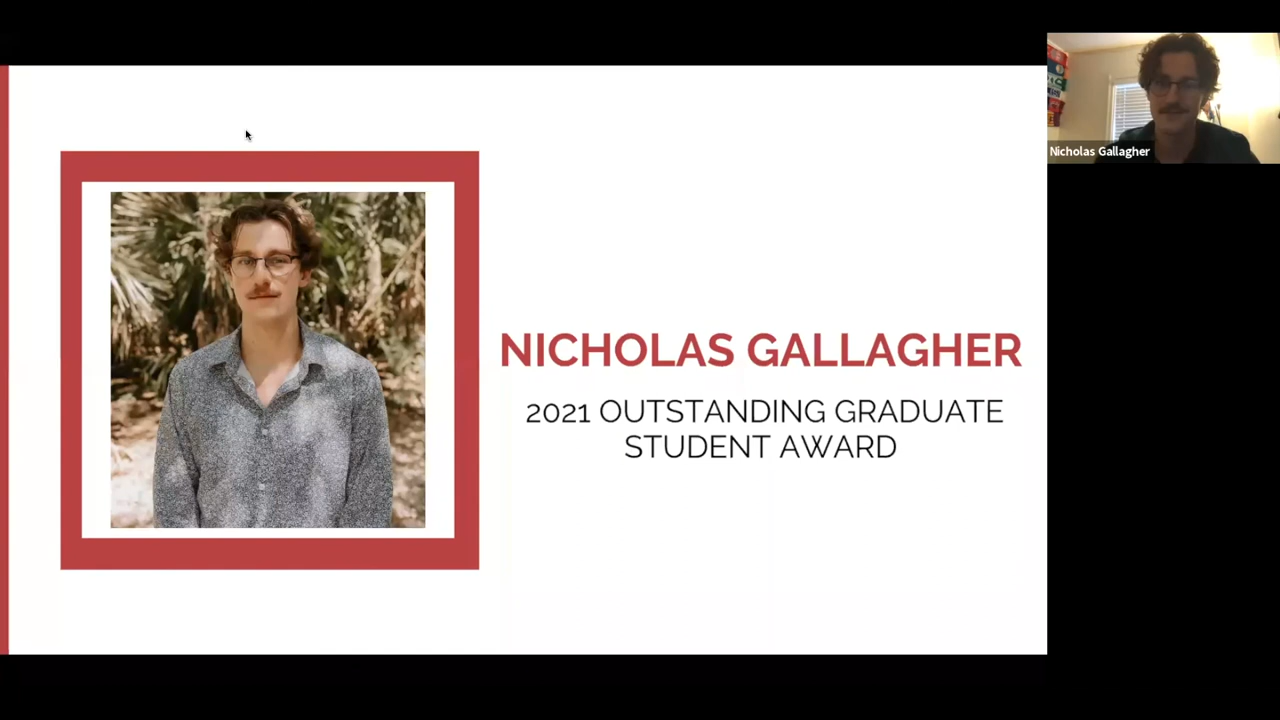 NICHOLAS GALLAGHER
2021 OUTSTANDING GRADUATE
STUDENT AWARD
Nicholas Gallagher